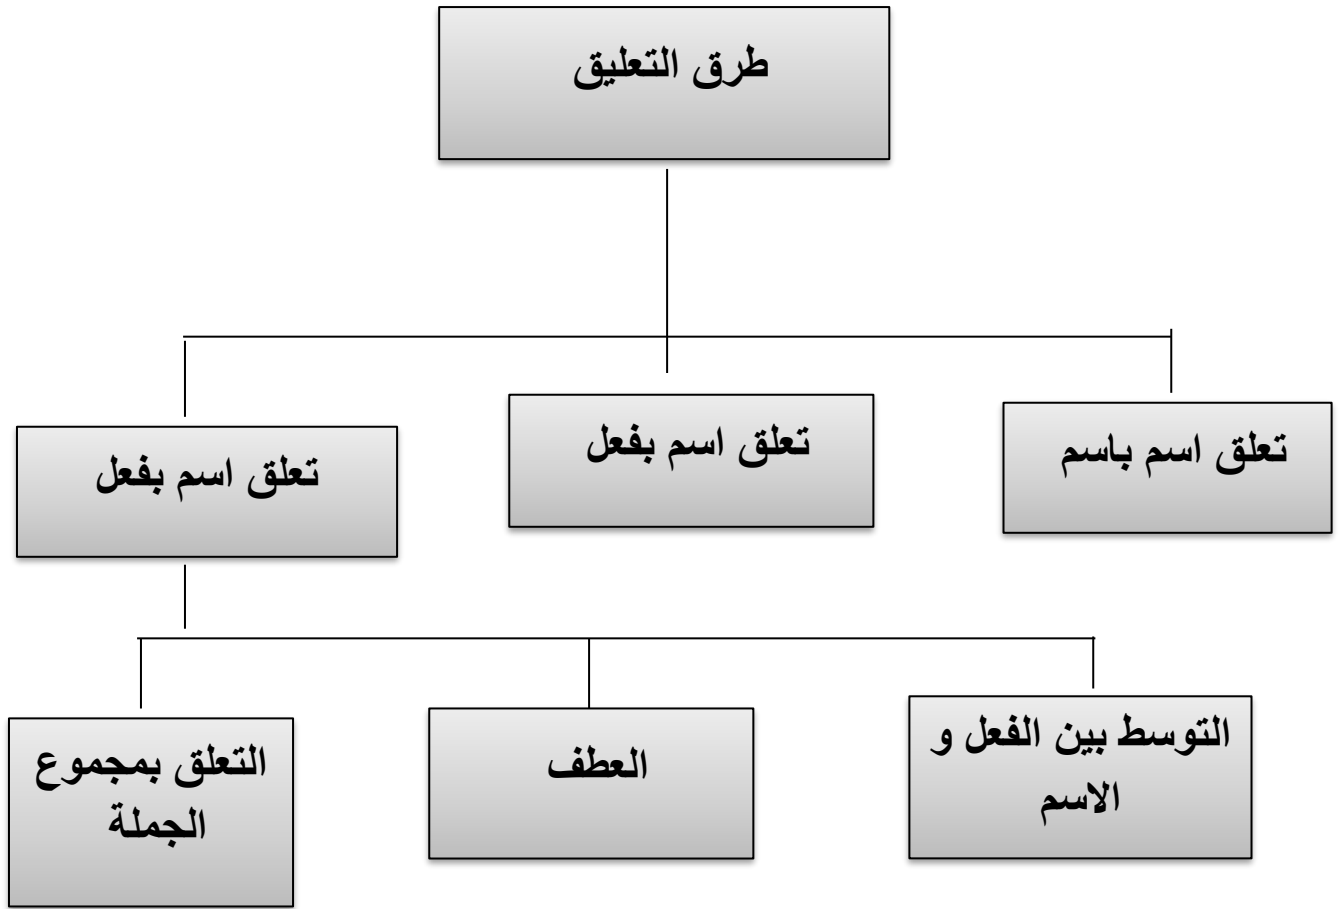 طرق التعليق
تعلق اسم باسم
تعلق اسم بفعل
تعلق اسم بفعل
التوسط بين الفعل و
الاسم
العطف
التعلق بمجموع
الجملة